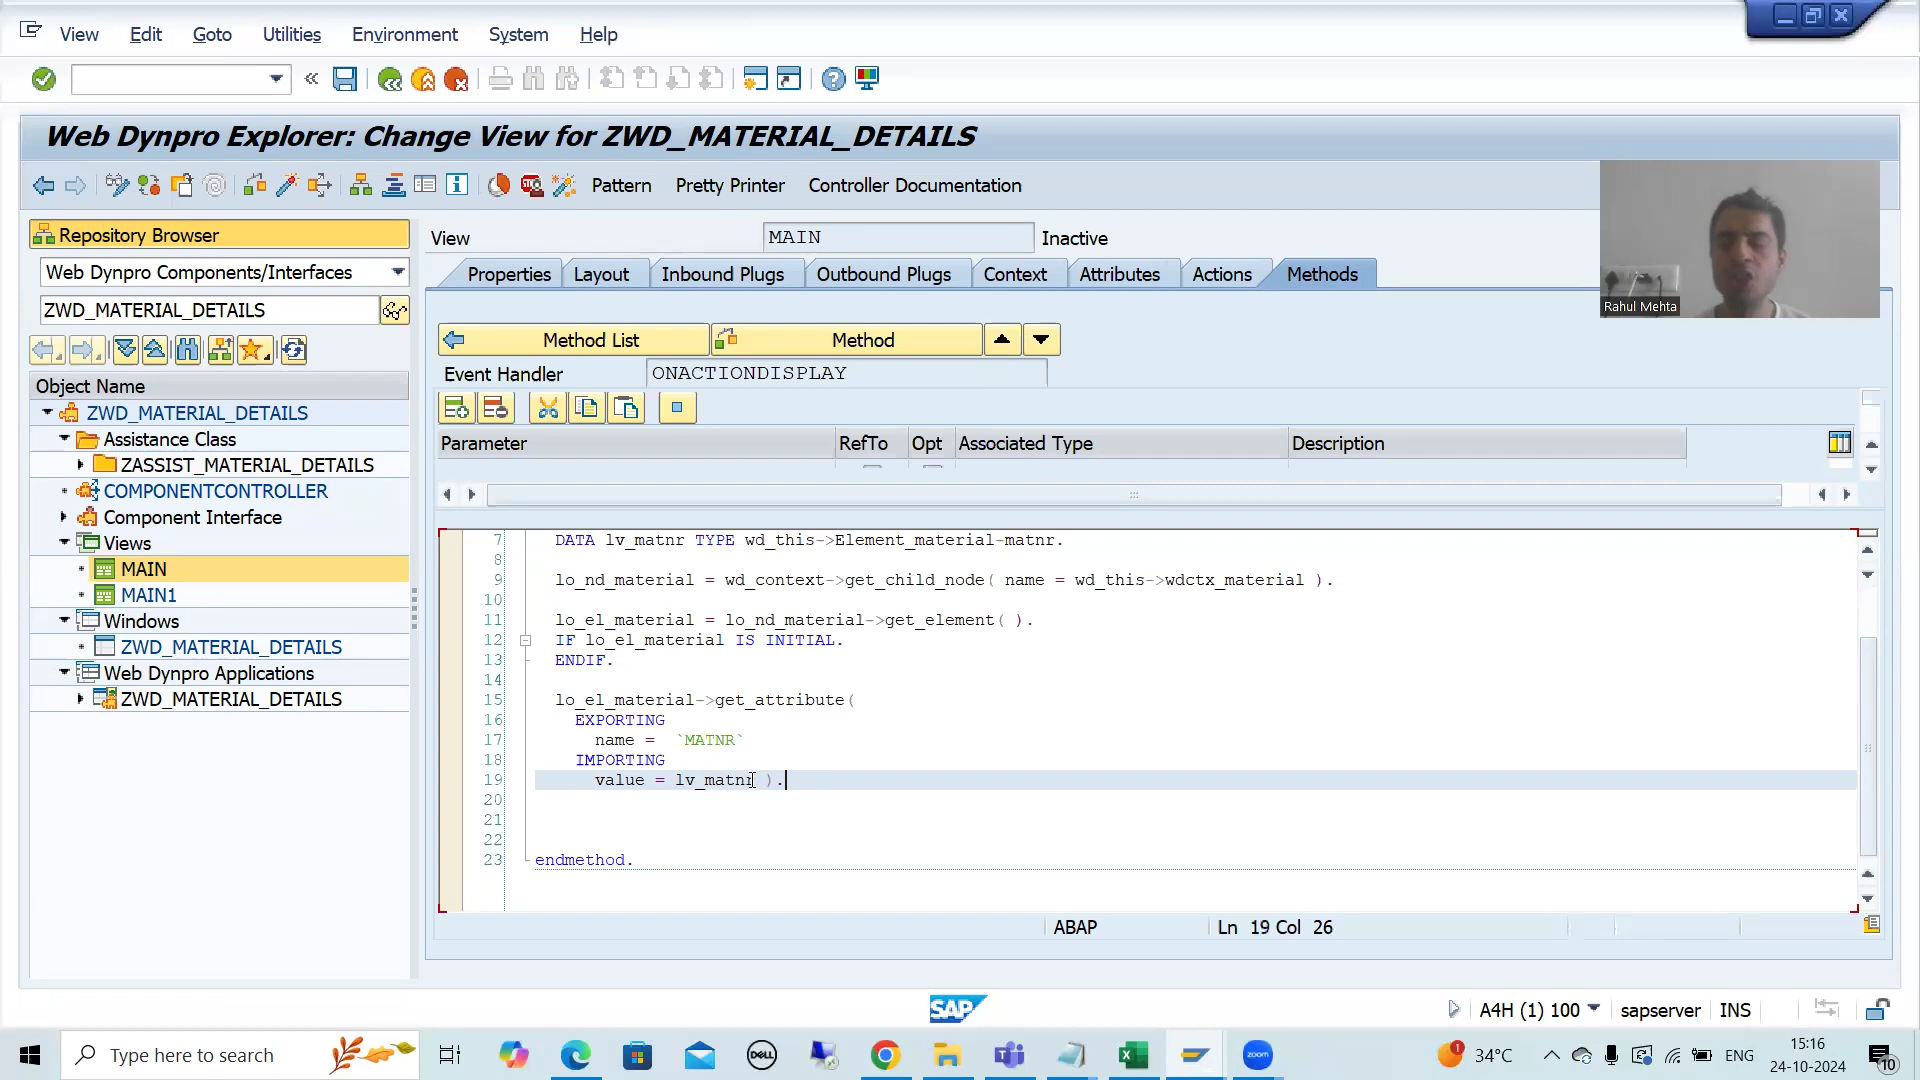 View Edit Goto Utilities Environment System Help
Web Dynpro Explorer: Change View for ZWD_MATERIAL_DETAILS
Pattern Pretty Printer Controller Documentation
Repository Browser
Web Dynpro Components/Interfaces
ZWD_MATERIAL_DETAILS
Object Name
ZWD_MATERIAL_DETAILS
Assistance Class
ZASSIST_MATERIAL_DETAILS
COMPONENTCONTROLLER
Component Interface
Views
MAIN
MAIN1
Windows
ZWD_MATERIAL_DETAILS
Web Dynpro Applications
ZWD_MATERIAL_DETAILS
View MAIN Inactive
Properties Layout Inbound Plugs Outbound Plugs Context Attributes Actions Methods
Rahul Mehta
Method List Method
Event Handler ONACTIONDISPLAY
Parameter RefTo Opt Associated Type Description
7 DATA lv_matnr TYPE wd_this->Element_material-matnr.
8
9 lo_nd_material = wd_context->get_child_node( name = wd_this->wdctx_material ).
10
11 lo_el_material = lo_nd_material->get_element( ).
12 IF lo_el_material IS INITIAL.
13 ENDIF.
14
15 lo_el_material->get_attribute(
16 EXPORTING
17 name = `MATNR`
18 IMPORTING
19 value = lv_matnr ).
20
21
22
23 endmethod.
ABAP Ln 19 Col 26
SAP
A4H (1) 100 sapserver INS
Type here to search
DELL
zoom
1
34°C
ENG
15:16
24-10-2024
10